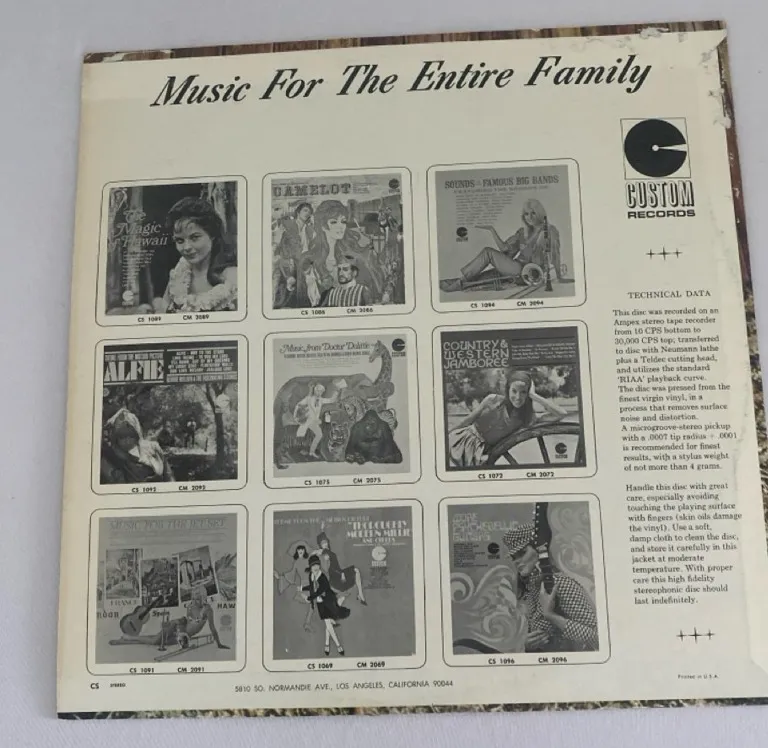 Music For The Entire Family
CUSTOM
RECORDS
The
Magic
Hawaii
CS 1089 CM 2089
CAMELOT
CS 1086 CM 2086
SOUNDS OF THE FAMOUS BIG BANDS
CS 1094 CM 2094
ALFIE
CS 1092 CM 2092
Music from "Doctor Dolittle"
CS 1075 CM 2075
COUNTRY &
WESTERN
JAMBOREE
CS 1072 CM 2072
FRANCE
Spain
CS 1091 CM 2091
THOROUGHLY
MODERN MILLIE
CS 1069 CM 2069
CS 1096 CM 2096
TECHNICAL DATA
This disc was recorded on an
Ampex stereo tape recorder
from 10 CPS bottom to
30,000 CPS top; transferred
to disc with Neumann lathe
plus a Teldec cutting head,
and utilizes the standard
'RIAA' playback curve.
The disc was pressed from the
finest virgin vinyl, in a
process that removes surface
noise and distortion.
A microgroove-stereo pickup
with a .0007 tip radius ÷ .0001
is recommended for finest
results, with a stylus weight
of not more than 4 grams.
Handle this disc with great
care, especially avoiding
touching the playing surface
with fingers (skin oils damage
the vinyl). Use a soft,
damp cloth to clean the disc,
and store it carefully in this
jacket at moderate
temperature. With proper
care this high fidelity
stereophonic disc should
last indefinitely.
CS STEREO
5810 SO. NORMANDIE AVE., LOS ANGELES, CALIFORNIA 90044
Printed in U.S.A.